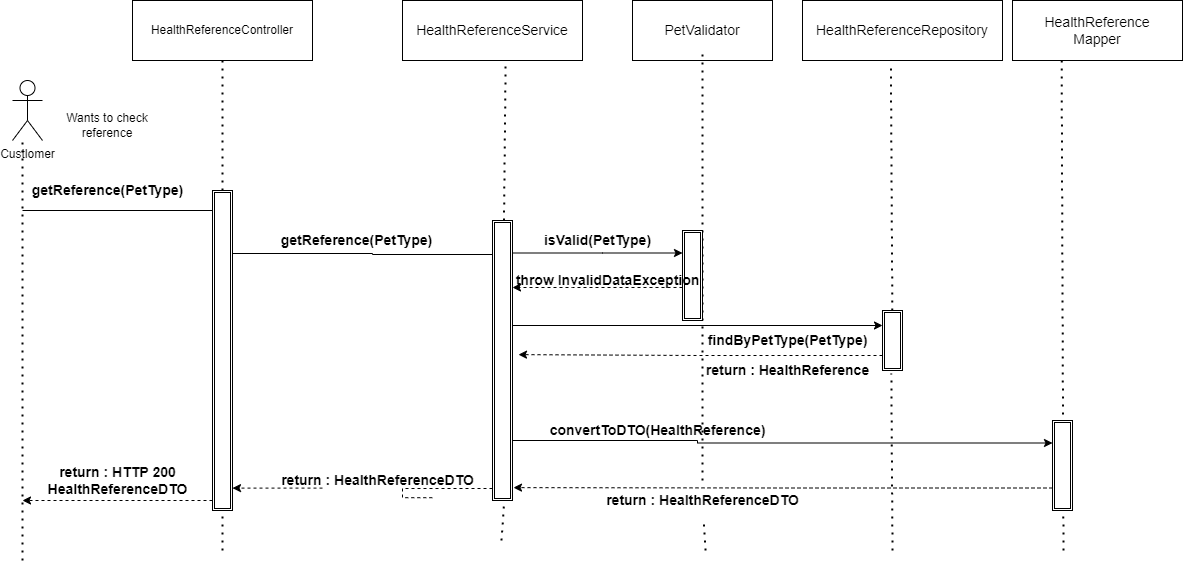 HealthReferenceController
HealthReferenceService
PetValidator
HealthReferenceRepository
HealthReference
Mapper
Wants to check
reference
Custlomer
getReference(PetType)
getReference(PetType)
isValid(PetType)
throw InvalidDataException
findByPetType(PetType)
return : HealthReference
convertToDTO(HealthReference)
return : HTTP 200
HealthReferenceDTO
return : HealthReferenceDTO
return : HealthReferenceDTO